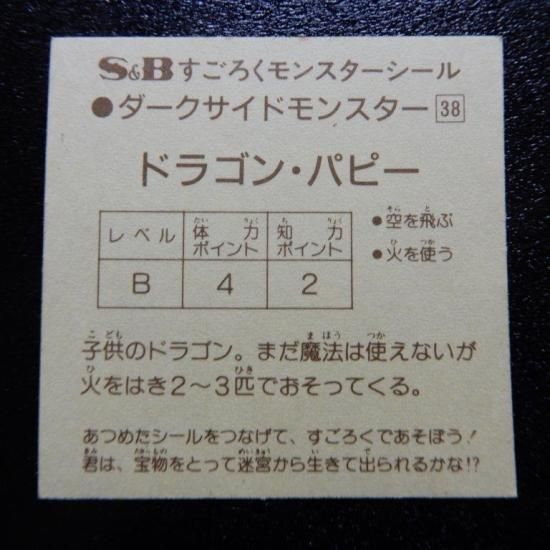 S&Bすごろくモンスターシール
●ダークサイドモンスター 38
ドラゴン・パピー
レベル 体力ポイント 知力ポイント
B 4 2
●空を飛ぶ
●火を使う
子供のドラゴン。まだ魔法は使えないが
火をはき2〜3匹でおそってくる。
あつめたシールをつなげて、すごろくであそぼう!
君は、宝物をとって迷宮から生きて出られるかな!?